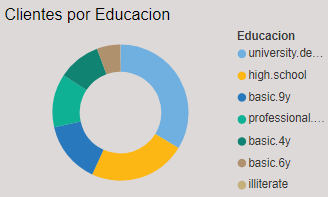 Clientes por Educacion
Educacion
university.de...
high.school
basic.9y
professional....
basic.4y
basic.6y
illiterate